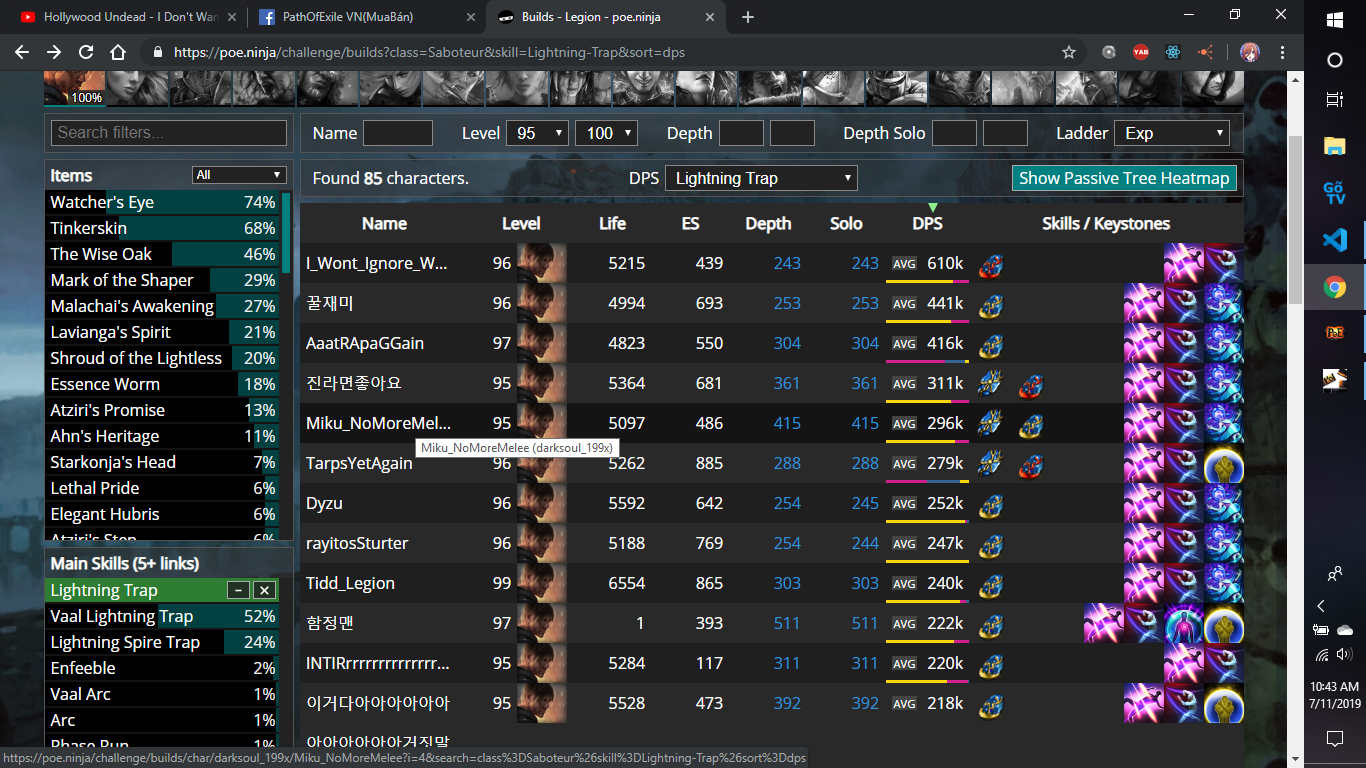 Hollywood Undead - I Don't War
PathOfExile VN(MuaBán)
Builds - Legion - poe.ninja
https://poe.ninja/challenge/builds?class=Saboteur&skill=Lightning-Trap&sort=dps
YAB
100%
Search filters...
Name Level 95 100 Depth Depth Solo Ladder Exp
Items All
Found 85 characters. DPS Lightning Trap Show Passive Tree Heatmap
Watcher's Eye 74%
Tinkerskin 68%
The Wise Oak 46%
Mark of the Shaper 29%
Malachai's Awakening 27%
Lavianga's Spirit 21%
Shroud of the Lightless 20%
Essence Worm 18%
Atziri's Promise 13%
Ahn's Heritage 11%
Starkonja's Head 7%
Lethal Pride 6%
Elegant Hubris 6%
Atziri's Step 6%
Main Skills (5+ links)
Lightning Trap
Vaal Lightning Trap 52%
Lightning Spire Trap 24%
Enfeeble 2%
Vaal Arc 1%
Arc 1%
Phase Run 1%
Name Level Life ES Depth Solo DPS Skills / Keystones
I_Wont_Ignore_W... 96 5215 439 243 243 AVG 610k
꿀재미 96 4994 693 253 253 AVG 441k
AaatRApaGGain 97 4823 550 304 304 AVG 416k
진라면좋아요 95 5364 681 361 361 AVG 311k
Miku_NoMoreMel... 95 5097 486 415 415 AVG 296k
Miku_NoMoreMelee (darksoul_199x)
TarpsYetAgain 96 5262 885 288 288 AVG 279k
Dyzu 96 5592 642 254 245 AVG 252k
rayitosSturter 96 5188 769 254 244 AVG 247k
Tidd_Legion 99 6554 865 303 303 AVG 240k
함정맨 97 1 393 511 511 AVG 222k
INTIRrrrrrrrrrrrrrr... 95 5284 117 311 311 AVG 220k
이거다아아아아아아 95 5528 473 392 392 AVG 218k
아아아아아아거짓말
https://poe.ninja/challenge/builds/char/darksoul_199x/Miku_NoMoreMelee?i=4&search=class%3DSaboteur%26skill%3DLightning-Trap%26sort%3Ddps
Gõ
TV
PoE
10:43 AM
7/11/2019